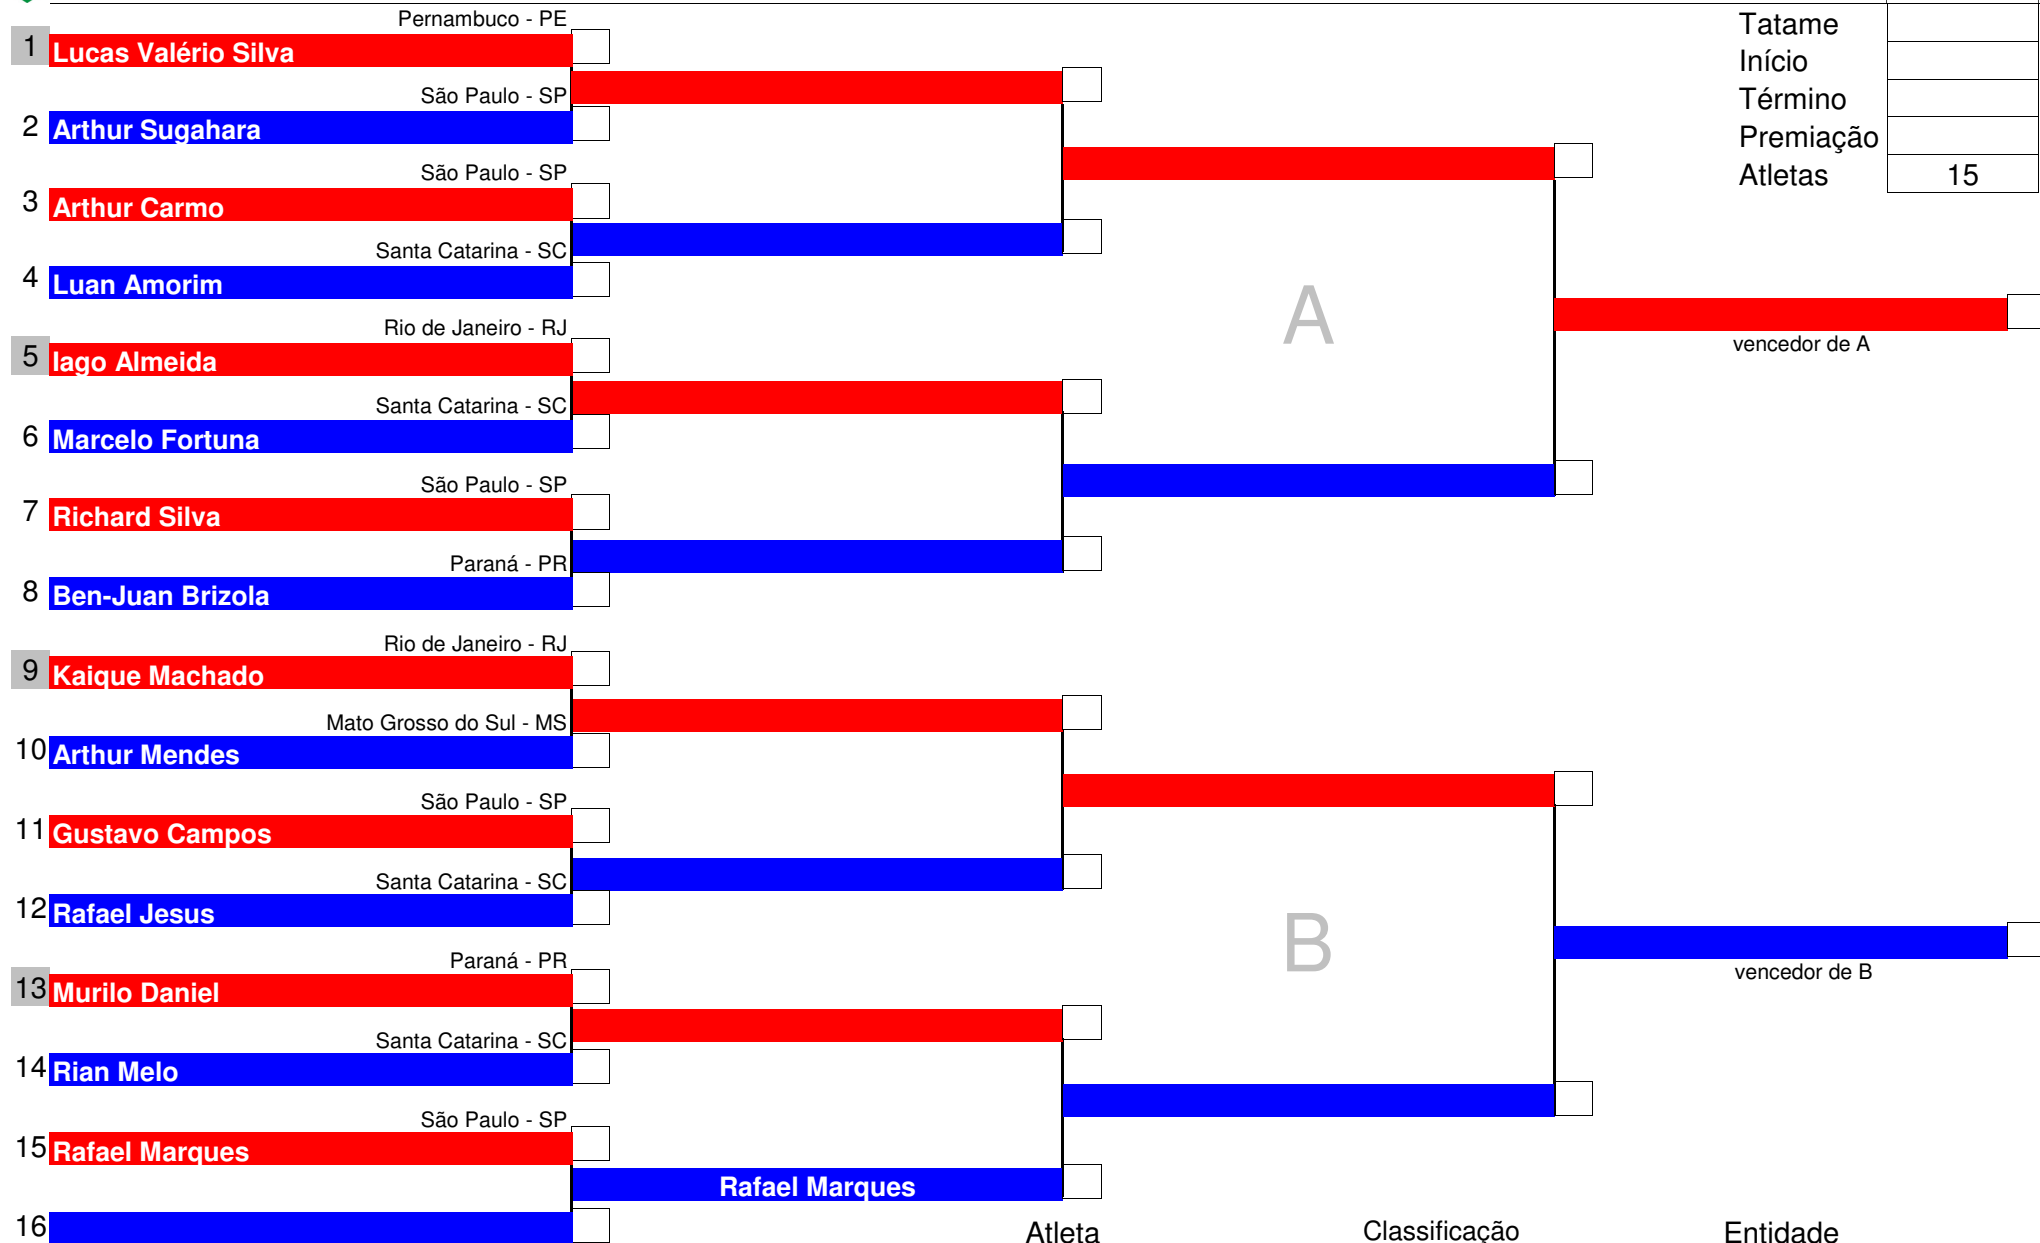 Pernambuco - PE
1 Lucas Valério Silva
São Paulo - SP
2 Arthur Sugahara
São Paulo - SP
3 Arthur Carmo
Santa Catarina - SC
4 Luan Amorim
Rio de Janeiro - RJ
5 Iago Almeida
Santa Catarina - SC
6 Marcelo Fortuna
São Paulo - SP
7 Richard Silva
Paraná - PR
8 Ben-Juan Brizola
Rio de Janeiro - RJ
9 Kaique Machado
Mato Grosso do Sul - MS
10 Arthur Mendes
São Paulo - SP
11 Gustavo Campos
Santa Catarina - SC
12 Rafael Jesus
Paraná - PR
13 Murilo Daniel
Santa Catarina - SC
14 Rian Melo
São Paulo - SP
15 Rafael Marques
16
Rafael Marques
A
B
vencedor de A
vencedor de B
Tatame
Início
Término
Premiação
Atletas 15
Atleta Classificação Entidade